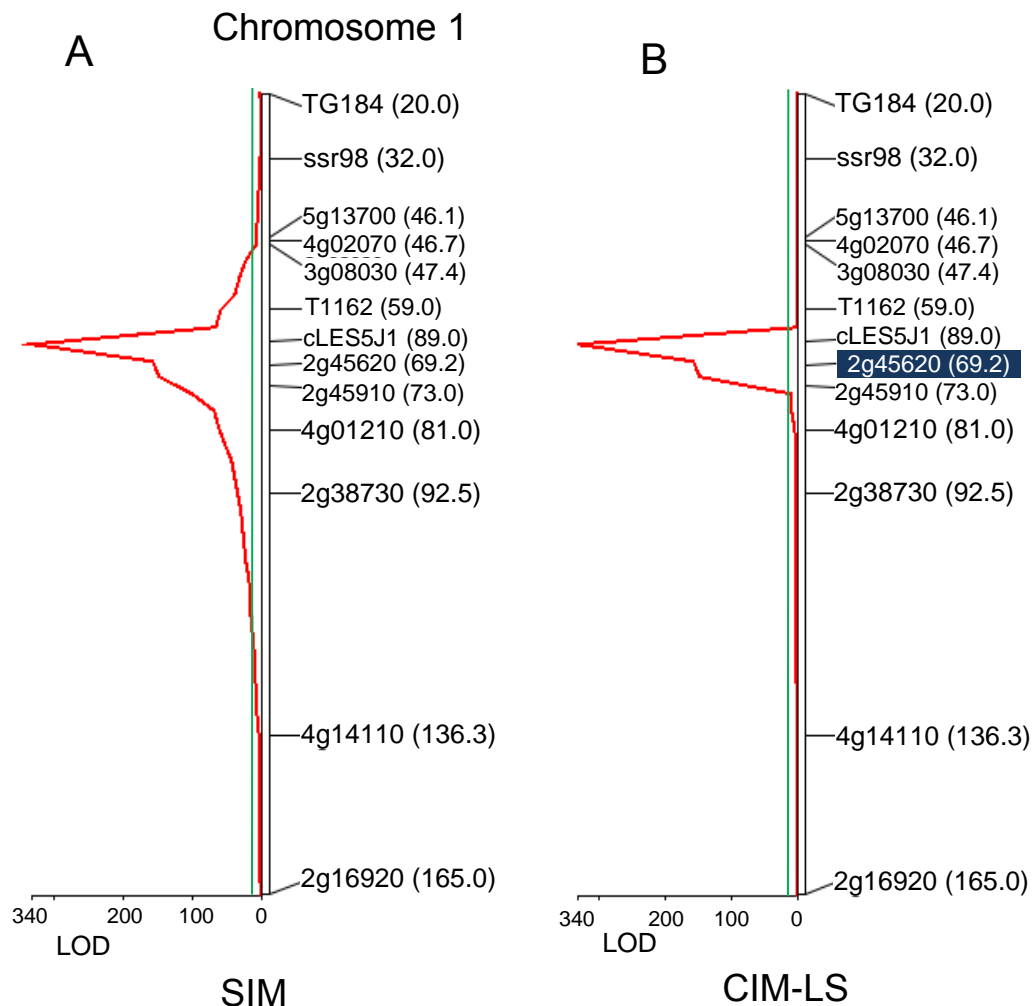 Chromosome 1
A
TG184 (20.0)
ssr98 (32.0)
5g13700 (46.1)
4g02070 (46.7)
3g08030 (47.4)
T1162 (59.0)
cLES5J1 (89.0)
2g45620 (69.2)
2g45910 (73.0)
4g01210 (81.0)
2g38730 (92.5)
4g14110 (136.3)
2g16920 (165.0)
340 200 100 0
LOD
SIM
B
TG184 (20.0)
ssr98 (32.0)
5g13700 (46.1)
4g02070 (46.7)
3g08030 (47.4)
T1162 (59.0)
cLES5J1 (89.0)
2g45620 (69.2)
2g45910 (73.0)
4g01210 (81.0)
2g38730 (92.5)
4g14110 (136.3)
2g16920 (165.0)
340 200 100 0
LOD
CIM-LS